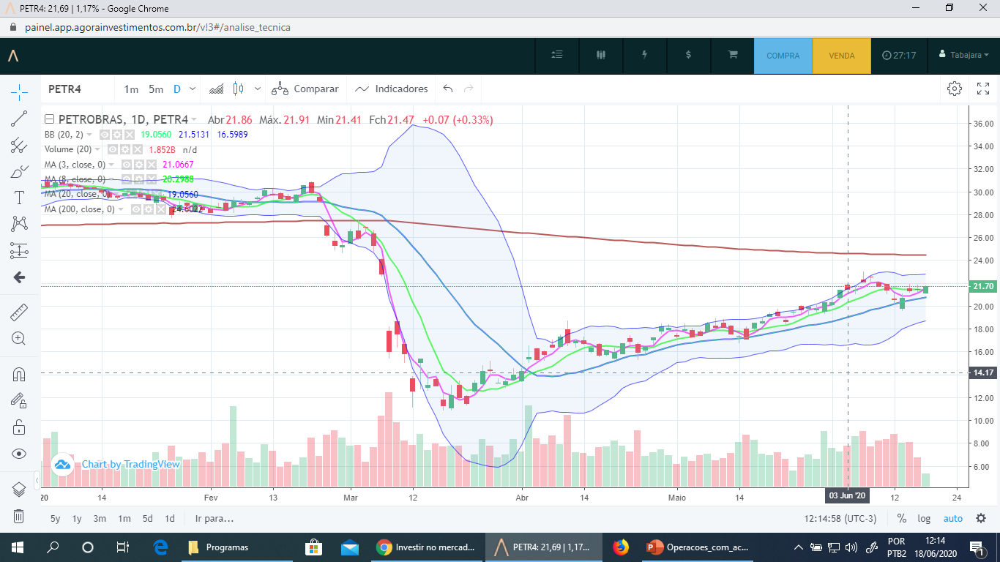 PETR4: 21,69 | 1,17% - Google Chrome
painel.app.agorainvestimentos.com.br/v!3#/analise_tecnica
$ COMPRA VENDA 27:17 Tabajara
PETR4 1m 5m D Comparar Indicadores
PETROBRAS, 1D, PETR4 Abr21.86 Máx.21.91 Min21.41 Fch21.47 +0.07 (+0.33%)
BB (20, 2) 19.0560 21.5131 16.5989
Volume (20) 1.852B n/d
MA (3, close, 0) 21.0667
MA (8, close, 0) 20.2988
MA (20, close, 0) 19.0560
MA (200, close, 0) 24.6022
36.00
34.00
32.00
30.00
28.00
26.00
24.00
21.70
20.00
18.00
16.00
14.17
12.00
10.00
8.00
6.00
Chart by TradingView
20 14 Fev 13 Mar 12 Abr 14 Maio 14 03 Jun '20 12 24
5y 1y 3m 1m 5d 1d Ir para... 12:14:58 (UTC-3) % log auto
Programas Investir no mercad... PETR4: 21,69 | 1,17... Operacoes_com_ac... POR 12:14
PTB2 18/06/2020 1